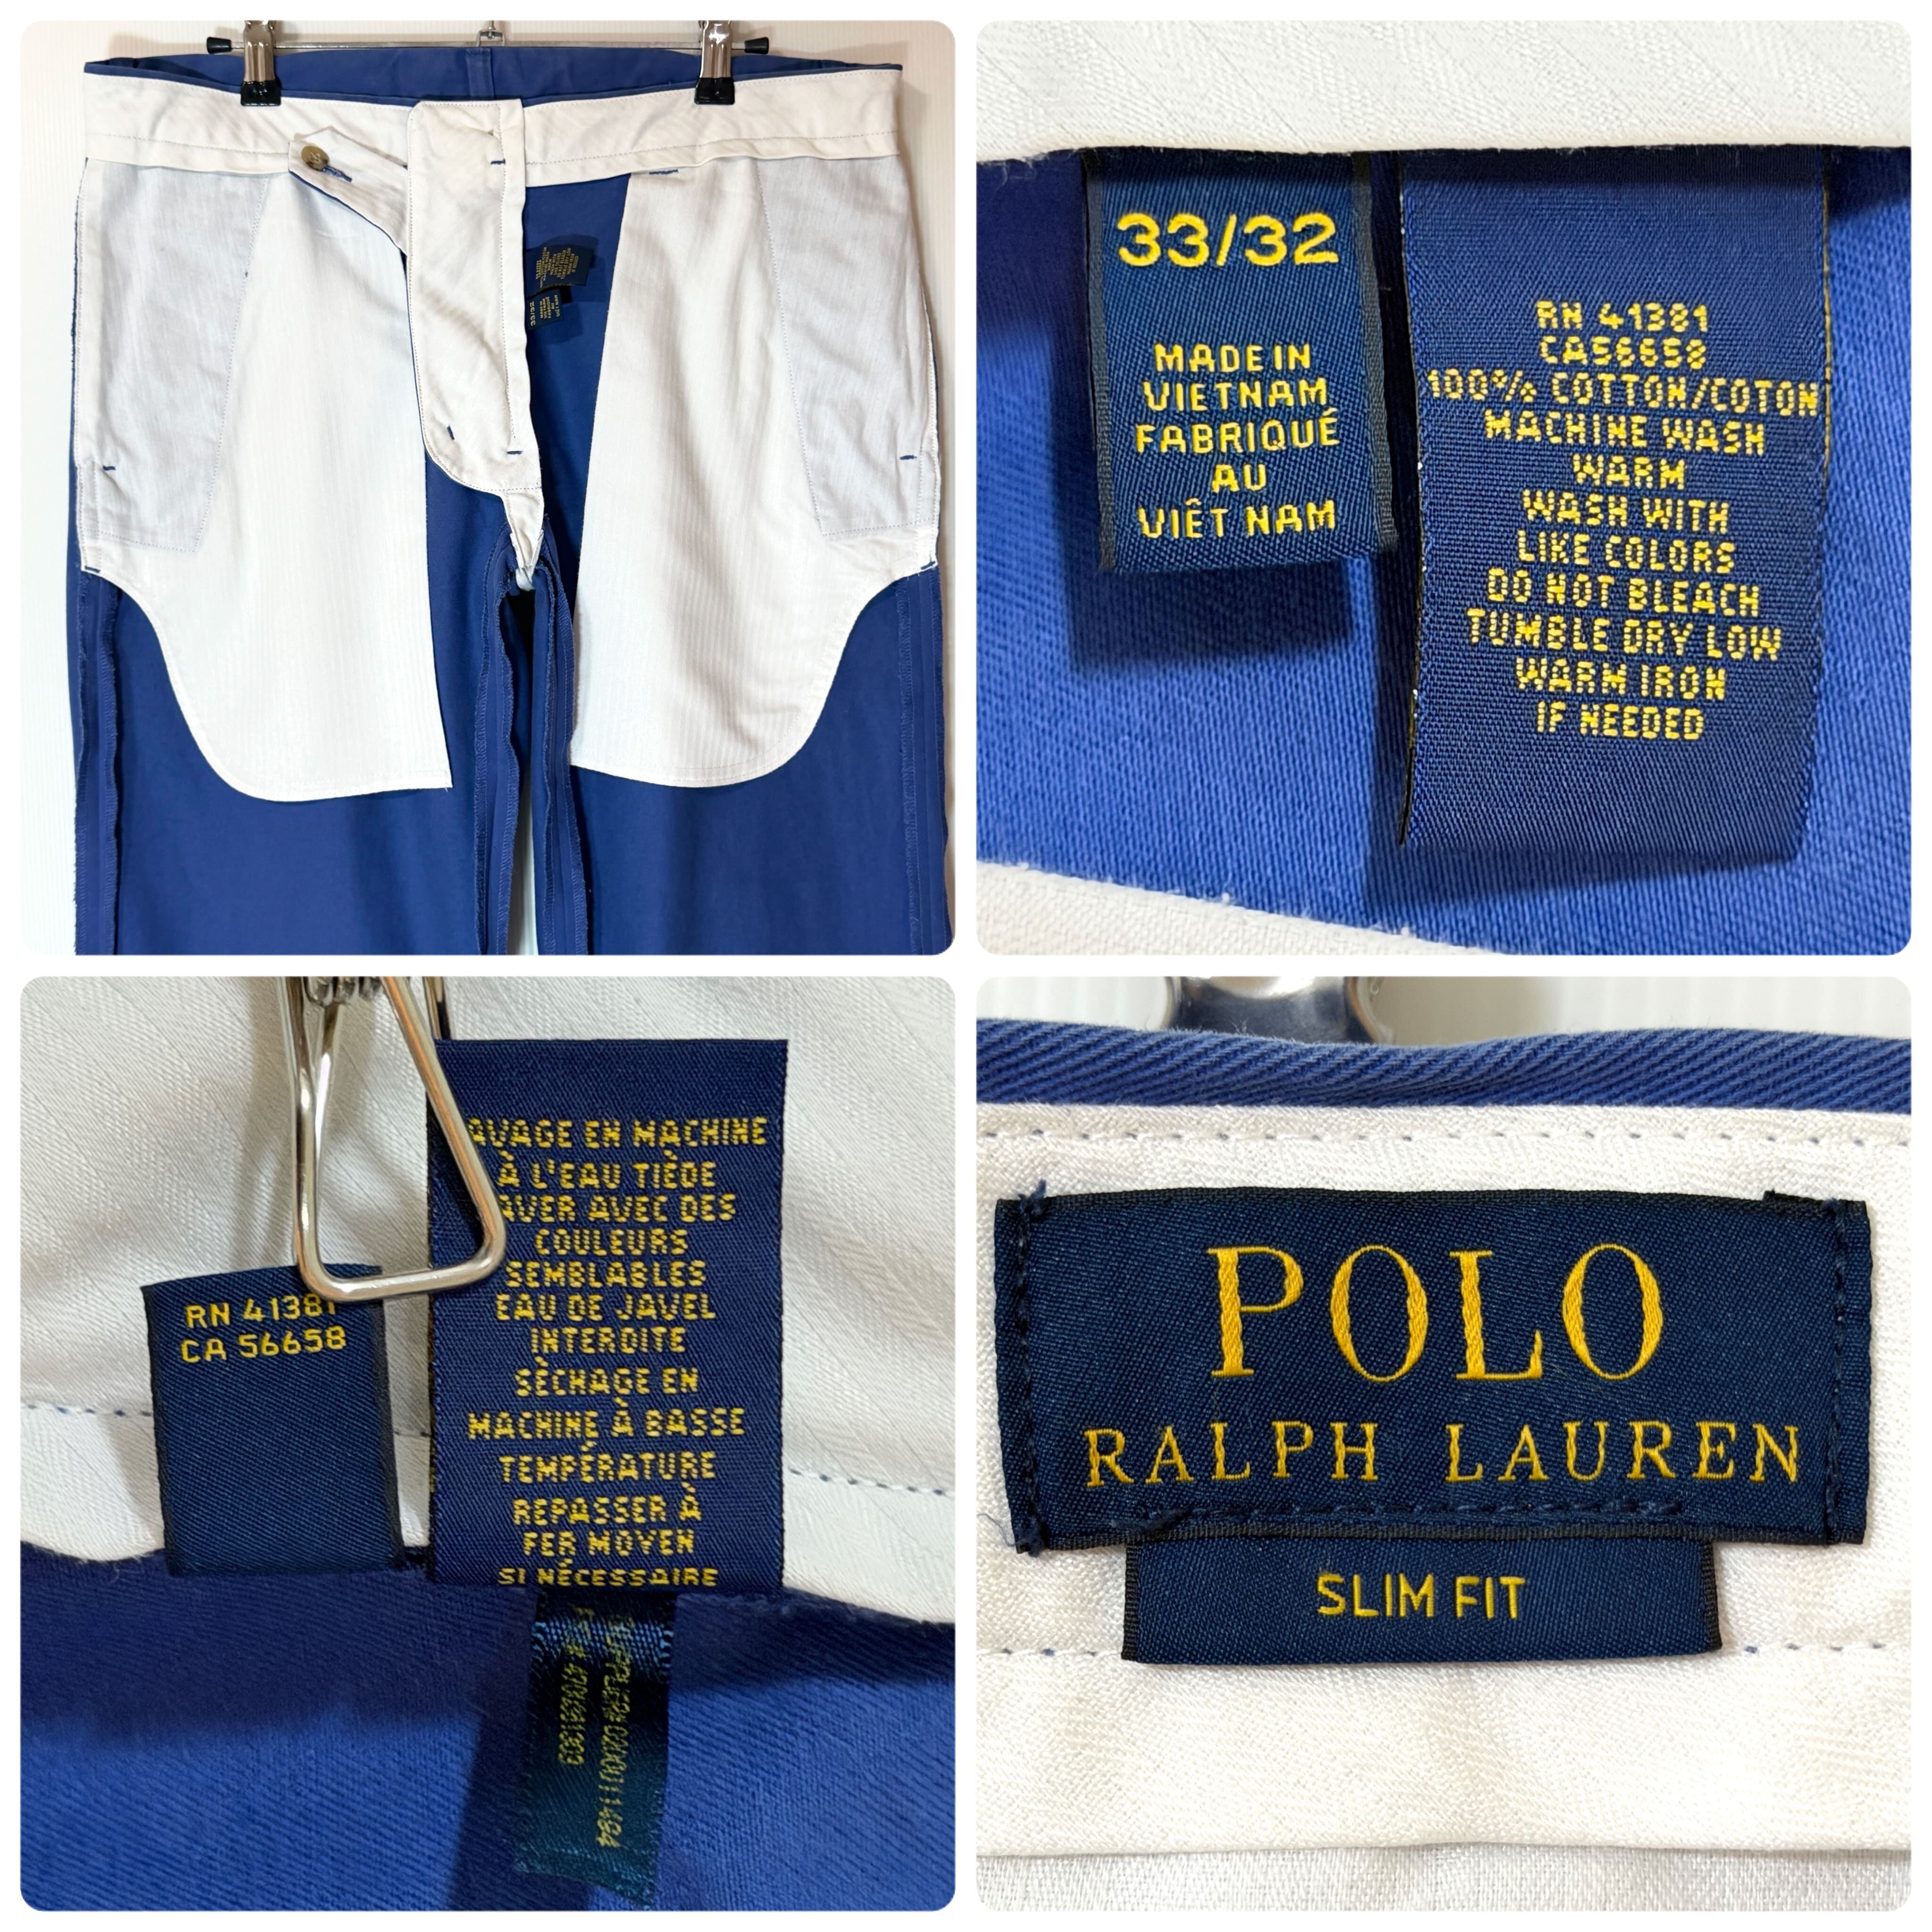 33/32
MADE IN
VIETNAM
FABRIQUÉ
AU
VIÊT NAM
RN 41381
CA56658
100% COTTON/COTON
MACHINE WASH
WARM
WASH WITH
LIKE COLORS
DO NOT BLEACH
TUMBLE DRY LOW
WARM IRON
IF NEEDED
RN 41381
CA 56658
AVAGE EN MACHINE
À L'EAU TIÈDE
AVER AVEC DES
COULEURS
SEMBLABLES
EAU DE JAVEL
INTERDITE
SÈCHAGE EN
MACHINE À BASSE
TEMPÉRATURE
REPASSER À
FER MOYEN
SI NÉCESSAIRE
POLO
RALPH LAUREN
SLIM FIT